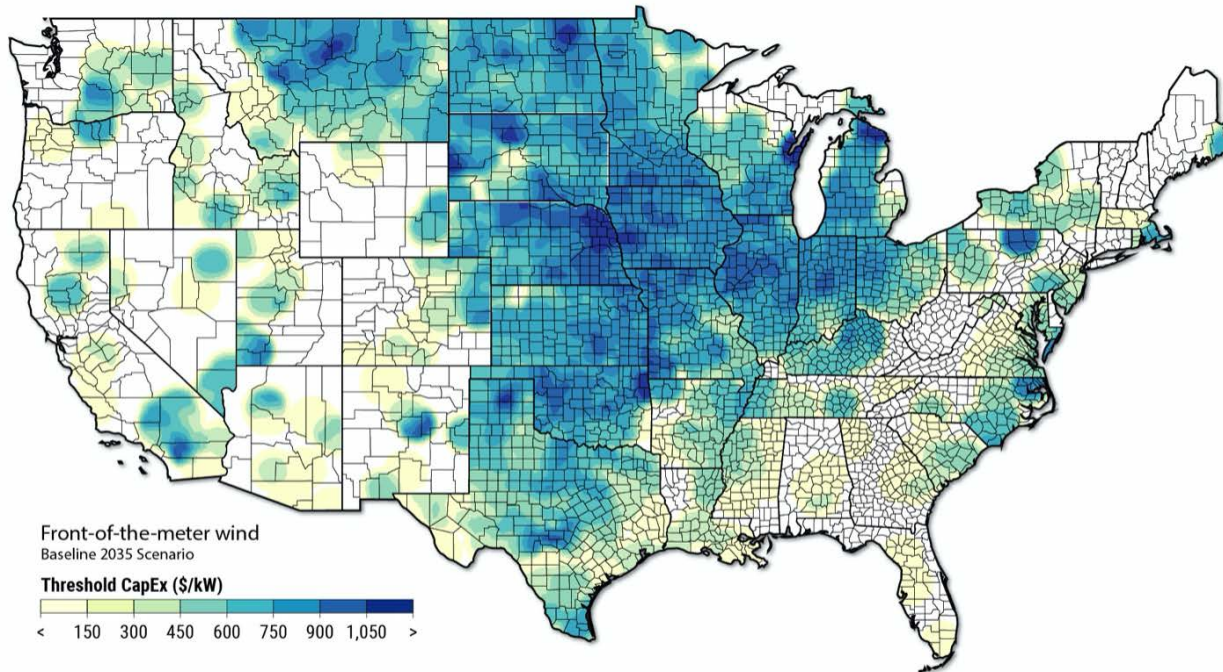 Front-of-the-meter wind
Baseline 2035 Scenario
Threshold CapEx ($/kW)
< 150 300 450 600 750 900 1,050 >